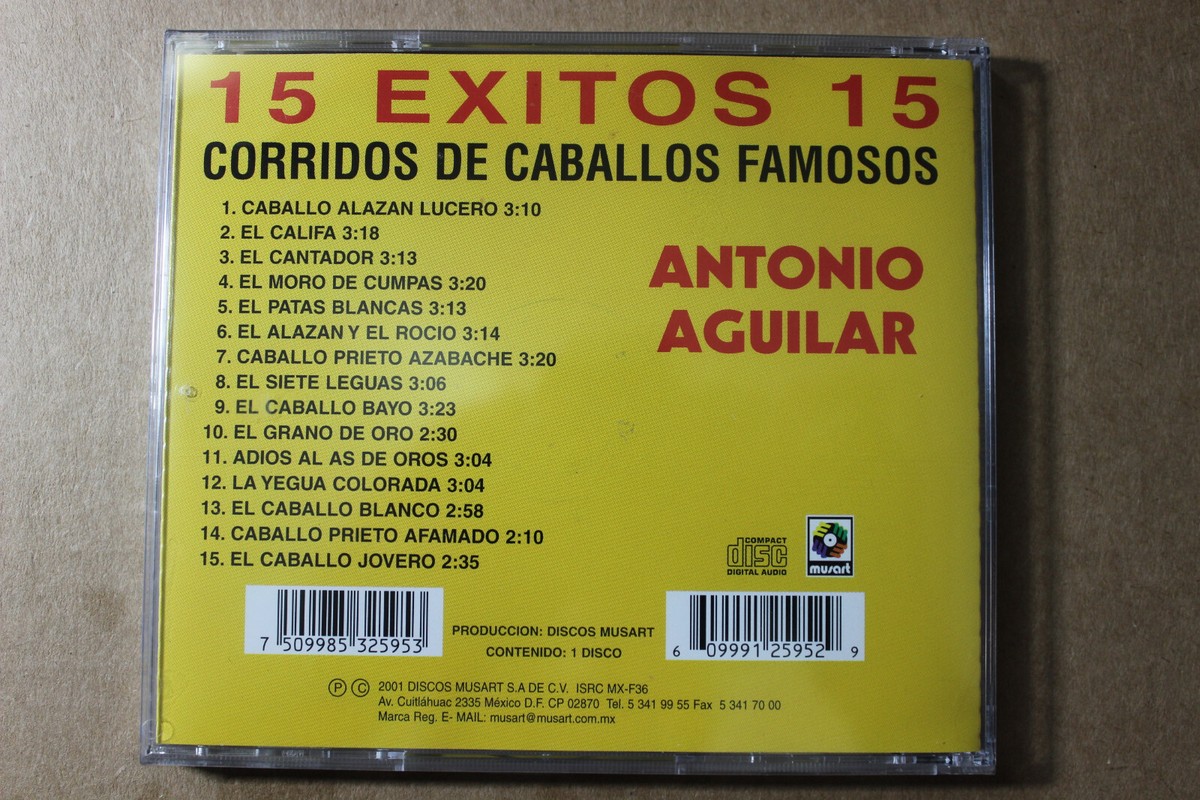 15 EXITOS 15
CORRIDOS DE CABALLOS FAMOSOS
1. CABALLO ALAZAN LUCERO 3:10
2. EL CALIFA 3:18
3. EL CANTADOR 3:13
4. EL MORO DE CUMPAS 3:20
5. EL PATAS BLANCAS 3:13
6. EL ALAZAN Y EL ROCIO 3:14
7. CABALLO PRIETO AZABACHE 3:20
8. EL SIETE LEGUAS 3:06
9. EL CABALLO BAYO 3:23
10. EL GRANO DE ORO 2:30
11. ADIOS AL AS DE OROS 3:04
12. LA YEGUA COLORADA 3:04
13. EL CABALLO BLANCO 2:58
14. CABALLO PRIETO AFAMADO 2:10
15. EL CABALLO JOVERO 2:35
ANTONIO
AGUILAR
COMPACT
disc
DIGITAL AUDIO
musart
7 509985 325953
PRODUCCION: DISCOS MUSART
CONTENIDO: 1 DISCO
6 09991 25952 9
Ⓟ © 2001 DISCOS MUSART S.A DE C.V. ISRC MX-F36
Av. Cuitláhuac 2335 México D.F. CP 02870 Tel. 5 341 99 55 Fax 5 341 70 00
Marca Reg. E- MAIL: musart@musart.com.mx